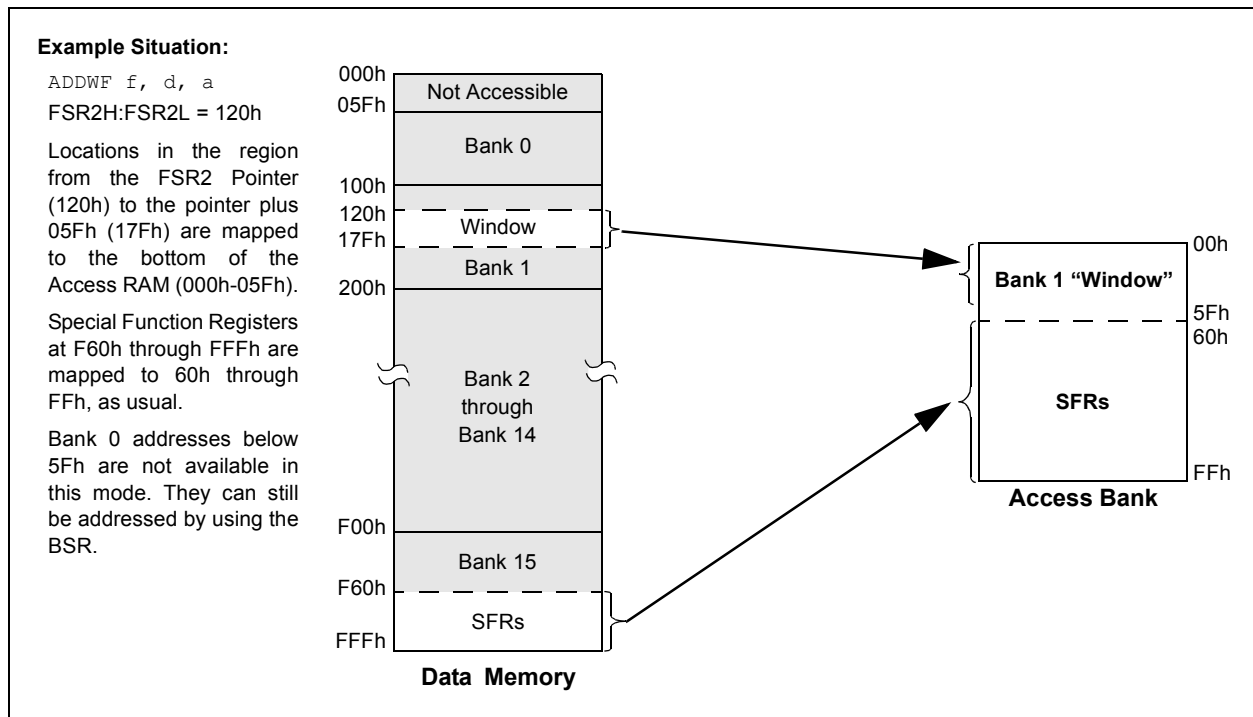 Example Situation:
ADDWF f, d, a
FSR2H:FSR2L = 120h
Locations in the region
from the FSR2 Pointer
(120h) to the pointer plus
05Fh (17Fh) are mapped
to the bottom of the
Access RAM (000h-05Fh).
Special Function Registers
at F60h through FFFh are
mapped to 60h through
FFh, as usual.
Bank 0 addresses below
5Fh are not available in
this mode. They can still
be addressed by using the
BSR.
000h
Not Accessible
05Fh
Bank 0
100h
120h
Window
17Fh
Bank 1
200h
Bank 2
through
Bank 14
F00h
Bank 15
F60h
SFRs
FFFh
Data Memory
00h
Bank 1 “Window”
5Fh
60h
SFRs
FFh
Access Bank